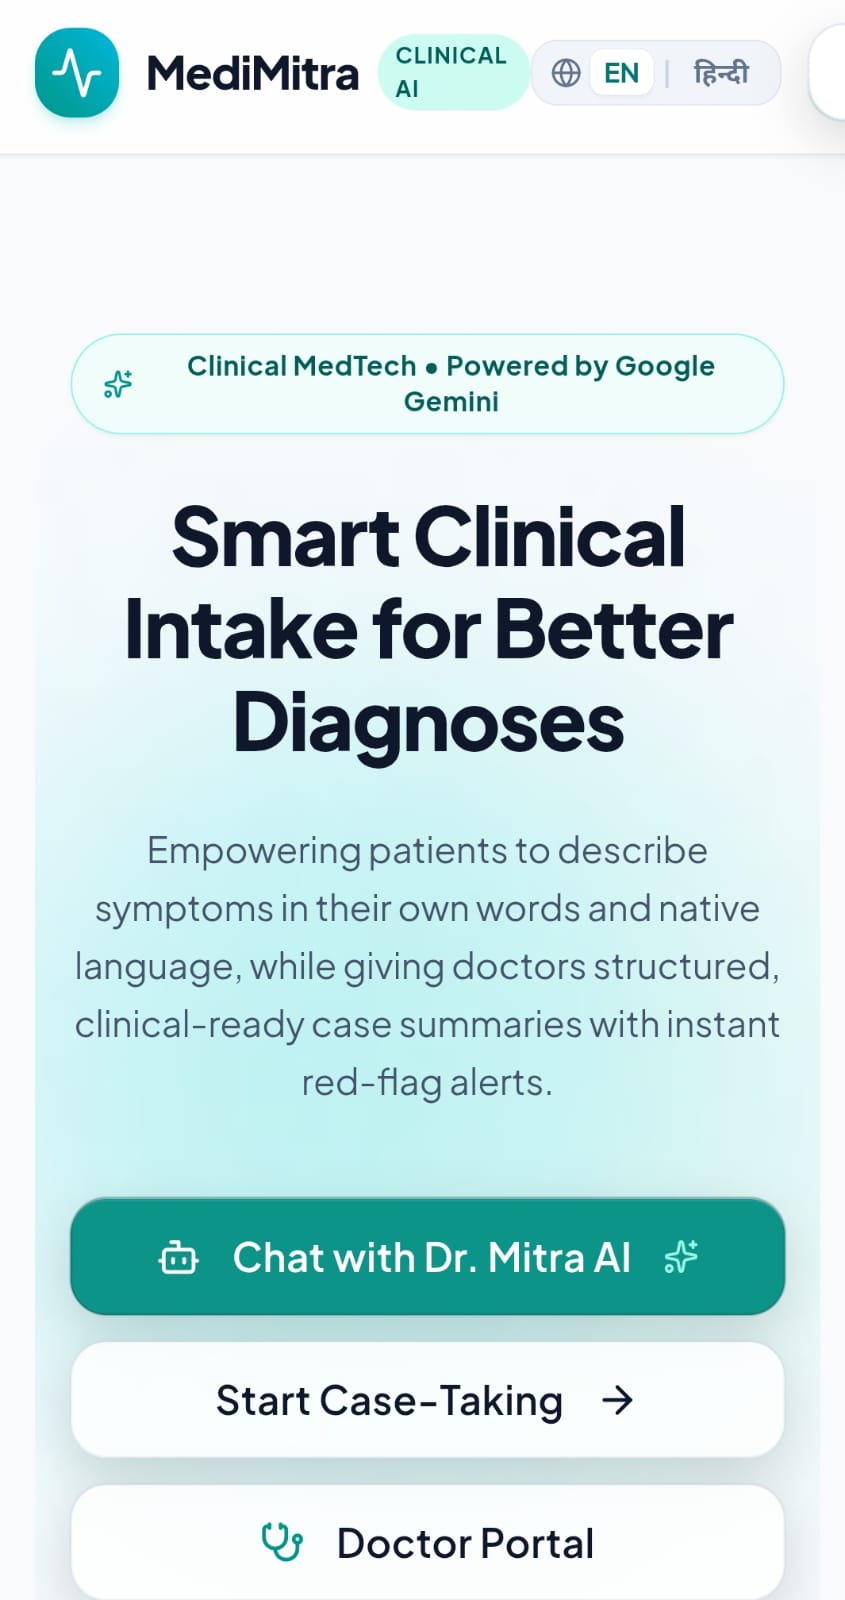 MediMitra
CLINICAL
AI
EN
हिन्दी
Clinical MedTech • Powered by Google
Gemini
Smart Clinical
Intake for Better
Diagnoses
Empowering patients to describe
symptoms in their own words and native
language, while giving doctors structured,
clinical-ready case summaries with instant
red-flag alerts.
Chat with Dr. Mitra AI
Start Case-Taking
Doctor Portal